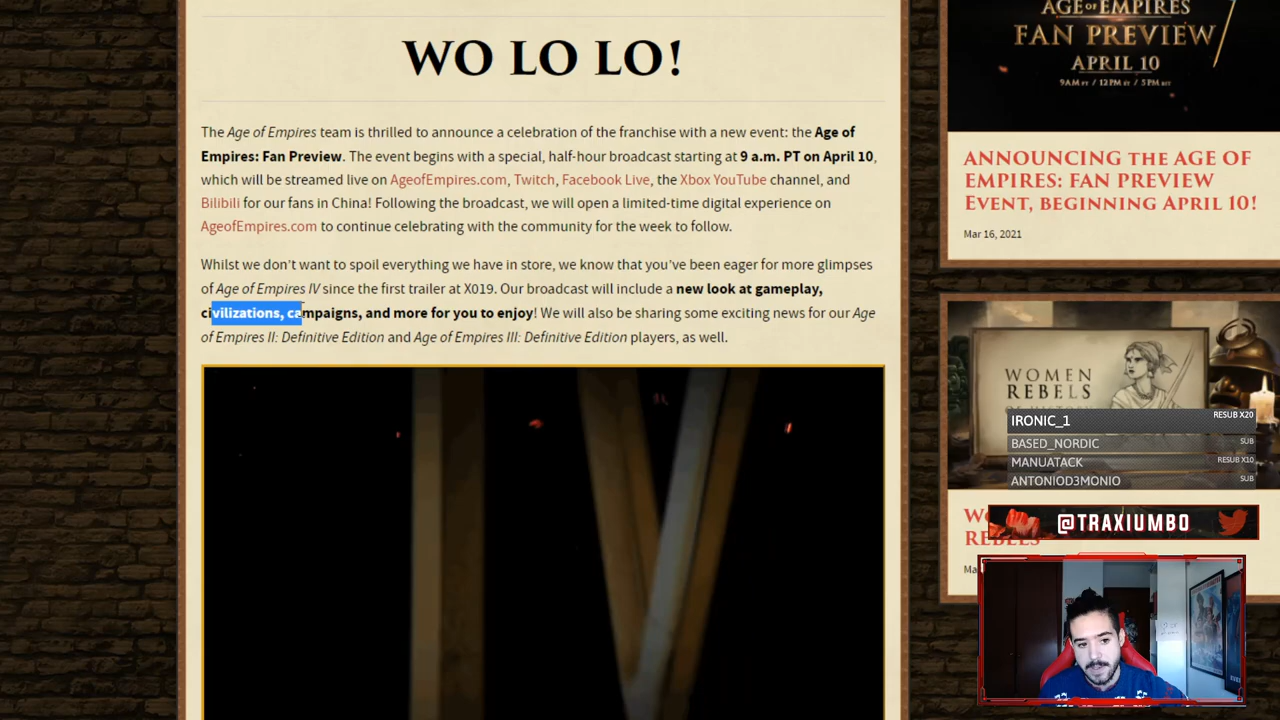 WO LO LO!
The Age of Empires team is thrilled to announce a celebration of the franchise with a new event: the Age of
Empires: Fan Preview. The event begins with a special, half-hour broadcast starting at 9 a.m. PT on April 10,
which will be streamed live on AgeofEmpires.com, Twitch, Facebook Live, the Xbox YouTube channel, and
Bilibili for our fans in China! Following the broadcast, we will open a limited-time digital experience on
AgeofEmpires.com to continue celebrating with the community for the week to follow.
Whilst we don't want to spoil everything we have in store, we know that you've been eager for more glimpses
of Age of Empires IV since the first trailer at X019. Our broadcast will include a new look at gameplay,
civilizations, campaigns, and more for you to enjoy! We will also be sharing some exciting news for our Age
of Empires II: Definitive Edition and Age of Empires III: Definitive Edition players, as well.
AGE OF EMPIRES
FAN PREVIEW
APRIL 10
9AM PT / 12PM ET / 5PM BST
ANNOUNCING THE AGE OF
EMPIRES: FAN PREVIEW
EVENT, BEGINNING APRIL 10!
Mar 16, 2021
WOMEN
REBELS
IRONIC_1 RESUB X20
BASED_NORDIC SUB
MANUATACK RESUB X10
ANTONIOD3MONIO SUB
@TRAXIUMBO